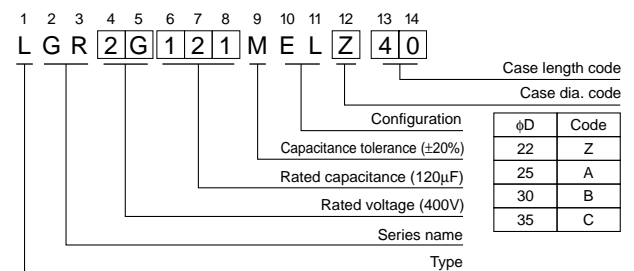 1 2 3 4 5 6 7 8 9 10 11 12 13 14
L G R 2 G 1 2 1 M E L Z 4 0
Case length code
Case dia. code
Configuration
Capacitance tolerance (±20%)
Rated capacitance (120μF)
Rated voltage (400V)
Series name
Type
ϕD Code
22 Z
25 A
30 B
35 C